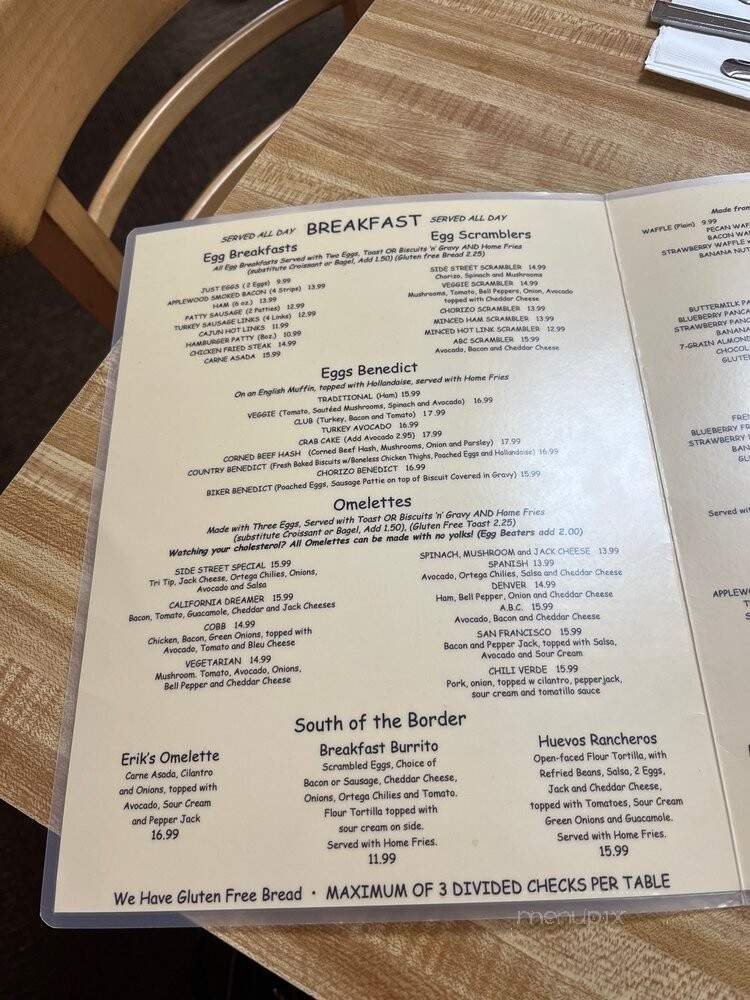 SERVED ALL DAY BREAKFAST SERVED ALL DAY
Egg Breakfasts
Egg Scramblers
All Egg Breakfasts Served with Two Eggs, Toast OR Biscuits 'n' Gravy AND Home Fries
(substitute Croissant or Bagel, Add 1.50) (Gluten free Bread 2.25)
JUST EGGS (2 Eggs) 9.99
APPLEWOOD SMOKED BACON (4 Strips) 13.99
HAM (6 oz.) 13.99
PATTY SAUSAGE (2 Patties) 12.99
TURKEY SAUSAGE LINKS (4 Links) 12.99
CAJUN HOT LINKS 11.99
HAMBURGER PATTY (8oz.) 10.99
CHICKEN FRIED STEAK 14.99
CARNE ASADA 15.99
SIDE STREET SCRAMBLER 14.99
Chorizo, Spinach and Mushrooms
VEGGIE SCRAMBLER 14.99
Mushrooms, Tomato, Bell Peppers, Onion, Avocado
topped with Cheddar Cheese
CHORIZO SCRAMBLER 13.99
MINCED HAM SCRAMBLER 13.99
MINCED HOT LINK SCRAMBLER 12.99
ABC SCRAMBLER 15.99
Avocado, Bacon and Cheddar Cheese
Eggs Benedict
On an English Muffin, topped with Hollandaise, served with Home Fries
TRADITIONAL (Ham) 15.99
VEGGIE (Tomato, Sautéed Mushrooms, Spinach and Avocado) 16.99
CLUB (Turkey, Bacon and Tomato) 17.99
TURKEY AVOCADO 16.99
CRAB CAKE (Add Avocado 2.95) 17.99
CORNED BEEF HASH (Corned Beef Hash, Mushrooms, Onion and Parsley) 17.99
COUNTRY BENEDICT (Fresh Baked Biscuits w/Boneless Chicken Thighs, Poached Eggs and Hollandaise) 16.99
CHORIZO BENEDICT 16.99
BIKER BENEDICT (Poached Eggs, Sausage Pattie on top of Biscuit Covered in Gravy) 15.99
Omelettes
Made with Three Eggs, Served with Toast OR Biscuits 'n' Gravy AND Home Fries
(substitute Croissant or Bagel, Add 1.50), (Gluten Free Toast 2.25)
Watching your cholesterol? All Omelettes can be made with no yolks! (Egg Beaters add 2.00)
SIDE STREET SPECIAL 15.99
Tri Tip, Jack Cheese, Ortega Chilies, Onions,
Avocado and Salsa
CALIFORNIA DREAMER 15.99
Bacon, Tomato, Guacamole, Cheddar and Jack Cheeses
COBB 14.99
Chicken, Bacon, Green Onions, topped with
Avocado, Tomato and Bleu Cheese
VEGETARIAN 14.99
Mushroom, Tomato, Avocado, Onions,
Bell Pepper and Cheddar Cheese
SPINACH, MUSHROOM and JACK CHEESE 13.99
SPANISH 13.99
Avocado, Ortega Chilies, Salsa and Cheddar Cheese
DENVER 14.99
Ham, Bell Pepper, Onion and Cheddar Cheese
A.B.C. 15.99
Avocado, Bacon and Cheddar Cheese
SAN FRANCISCO 15.99
Bacon and Pepper Jack, topped with Salsa,
Avocado and Sour Cream
CHILI VERDE 15.99
Pork, onion, topped w cilantro, pepperjack,
sour cream and tomatillo sauce
South of the Border
Erik's Omelette
Carne Asada, Cilantro
and Onions, topped with
Avocado, Sour Cream
and Pepper Jack
16.99
Breakfast Burrito
Scrambled Eggs, Choice of
Bacon or Sausage, Cheddar Cheese,
Onions, Ortega Chilies and Tomato.
Flour Tortilla topped with
sour cream on side.
Served with Home Fries.
11.99
Huevos Rancheros
Open-faced Flour Tortilla, with
Refried Beans, Salsa, 2 Eggs,
Jack and Cheddar Cheese,
topped with Tomatoes, Sour Cream
Green Onions and Guacamole.
Served with Home Fries.
15.99
We Have Gluten Free Bread • MAXIMUM OF 3 DIVIDED CHECKS PER TABLE
Made from
WAFFLE (Plain) 9.99
PECAN WAF
BACON WAF
STRAWBERRY WAFFLE
BANANA NUT
BUTTERMILK PA
BLUEBERRY PANCA
STRAWBERRY PANC
BANANA
7-GRAIN ALMOND
CHOCOL
GLUTE
FREN
BLUEBERRY FR
STRAWBERRY
BAN
GL
Served wi
APPLEWO
menupix